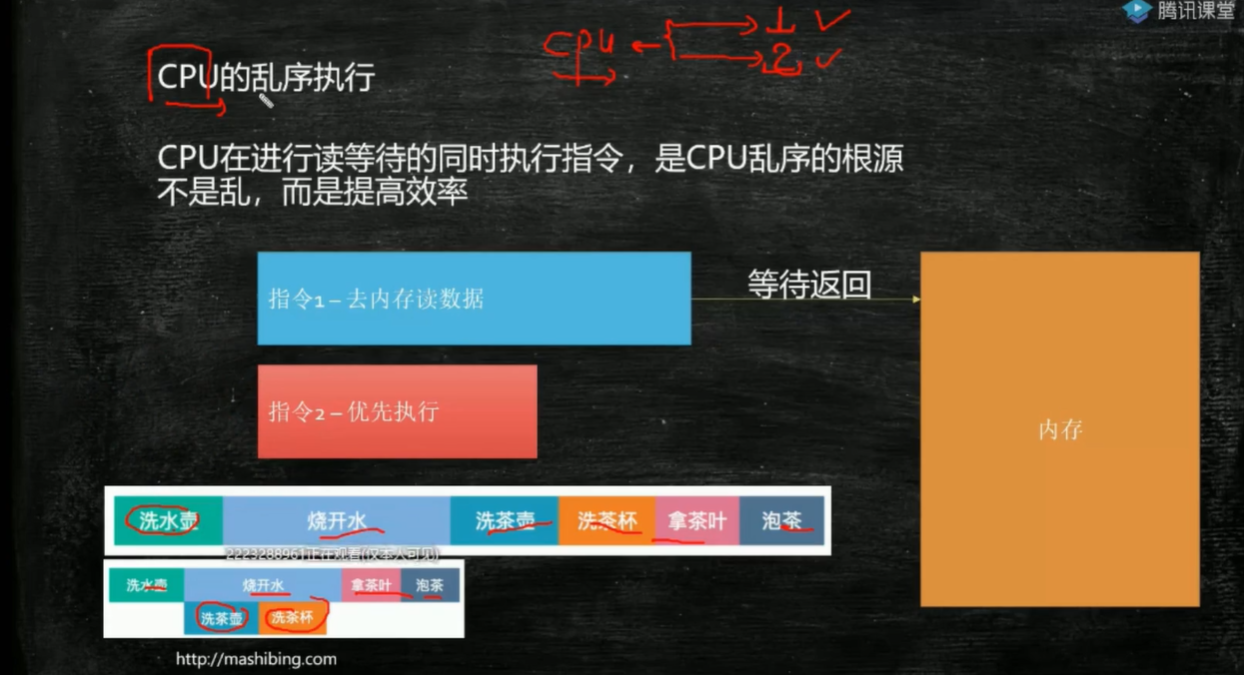 腾讯课堂
CPU 1
2
CPU的乱序执行
CPU在进行读等待的同时执行指令，是CPU乱序的根源
不是乱，而是提高效率
指令1 – 去内存读数据
等待返回
指令2 – 优先执行
内存
洗水壶 烧开水 洗茶壶 洗茶杯 拿茶叶 泡茶
2223288961正在观看(仅本人可见)
洗水壶 烧开水 拿茶叶 泡茶
洗茶壶 洗茶杯
http://mashibing.com